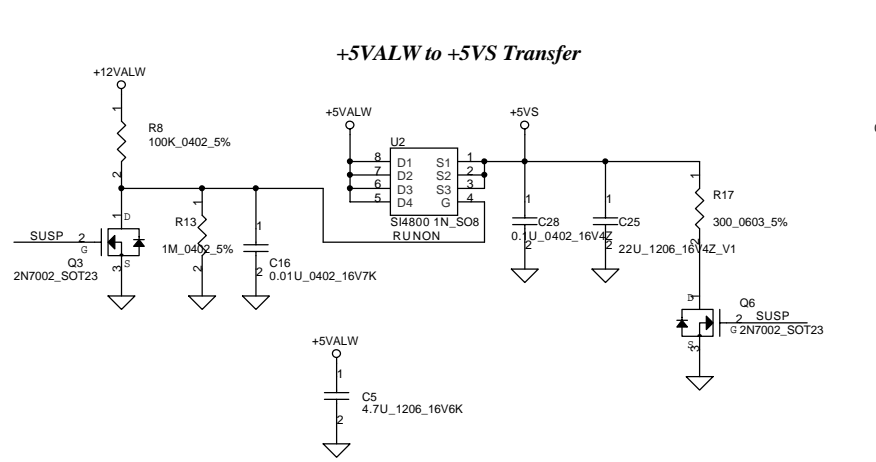 +5VALW to +5VS Transfer
+12VALW
1
R8
100K_0402_5%
2
+5VALW
+5VS
U2
8 D1 S1 1
7 D2 S2 2
6 D3 S3 3
5 D4 G 4
SI4800 1N_SO8
RUNON
1 D
SUSP 2
G
Q3
2N7002_SOT23
3 S
1
R13
1M_0402_5%
2
1
2 C16
0.01U_0402_16V7K
1
C28
0.1U_0402_16V4Z
2
1
C25
22U_1206_16V4Z_V1
2
1
R17
300_0603_5%
2
D 1
Q6
2 SUSP
G 2N7002_SOT23
S 3
+5VALW
1
C5
4.7U_1206_16V6K
2